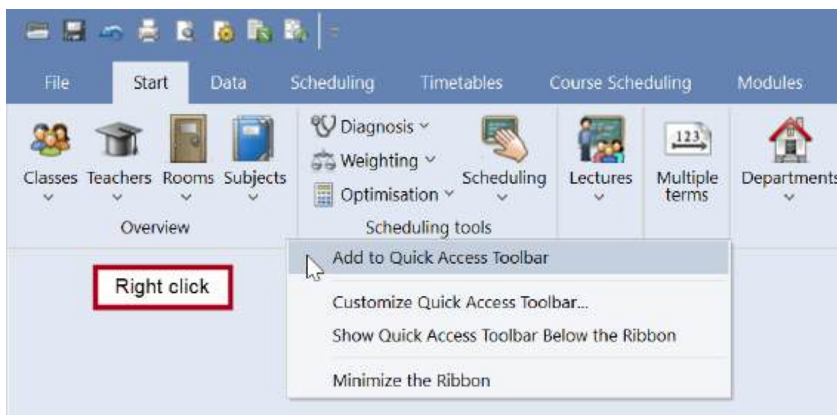 File Start Data Scheduling Timetables Course Scheduling Modules
Diagnosis
Weighting
Optimisation
123
Classes Teachers Rooms Subjects Scheduling Lectures Multiple terms Departments
Overview Scheduling tools
Right click
Add to Quick Access Toolbar
Customize Quick Access Toolbar...
Show Quick Access Toolbar Below the Ribbon
Minimize the Ribbon